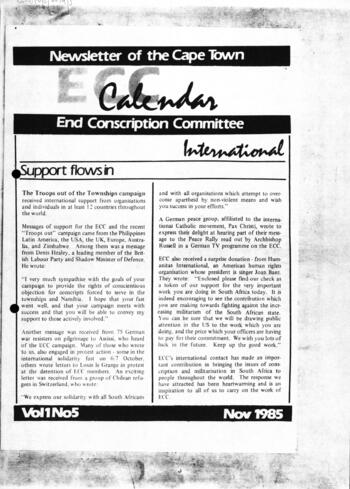 Newsletter of the Cape Town
ECC
Calendar
End Conscription Committee
International
Support flows in
The Troops out of the Townships campaign
received international support from organisations
and individuals in at least 12 countries throughout
the world.
Messages of support for the ECC and the recent
"Troops out" campaign came from the Philippines
Latin America, the USA, the UK, Europe, Austra-
lia, and Zimbabwe. Among them was a message
from Denis Healey, a leading member of the Brit-
ish Labour Party and Shadow Minister of Defence.
He wrote:
"I very much sympathise with the goals of your
campaign to provide the rights of conscientious
objection for conscripts forced to serve in the
townships and Namibia. I hope that your fast
went well, and that your campaign meets with
success and that you will be able to convey my
support to those actively involved."
Another message was received from 75 German
war resisters on pilgrimage to Assissi, who heard
of the ECC campaign. Many of those who wrote
to us, also engaged in protest action - some in the
international solidarity fast on 6-7 October,
others wrote letters to Louis le Grange in protest
at the detention of ECC members. An exciting
letter was received from a group of Chilean refu-
gees in Switzerland, who wrote:
"We express our solidarity with all South Africans
and with all organisations which attempt to over-
come apartheid by non-violent means and wish
you success in your efforts."
A German peace group, affiliated to the interna-
tional Catholic movement, Pax Christi, wrote to
express their delight at hearing part of their mess-
age to the Peace Rally read out by Archbishop
Russell in a German TV programme on the ECC.
ECC also received a surprise donation - from Hum-
anitas International, an American human rights
organisation whose president is singer Joan Baez.
They wrote: "Enclosed please find our check as
a token of our support for the very important
work you are doing in South Africa today. It is
indeed encouraging to see the contribution which
you are making towards fighting against the inc-
reasing militarism of the South African state.
You can be sure that we will be drawing public
attention in the US to the work which you are
doing, and the price which your officers are having
to pay for their commitment. We wish you lots of
luck in the future. Keep up the good work,"
ECC's international contact has made an impor-
tant contribution in bringing the issues of cons-
cription and militarisation in South Africa to
people throughout the world. The response we
have attracted has been heartwarming and is an
inspiration to all of us to carry on the work of
ECC.
Vol 1 No 5
Nov 1985